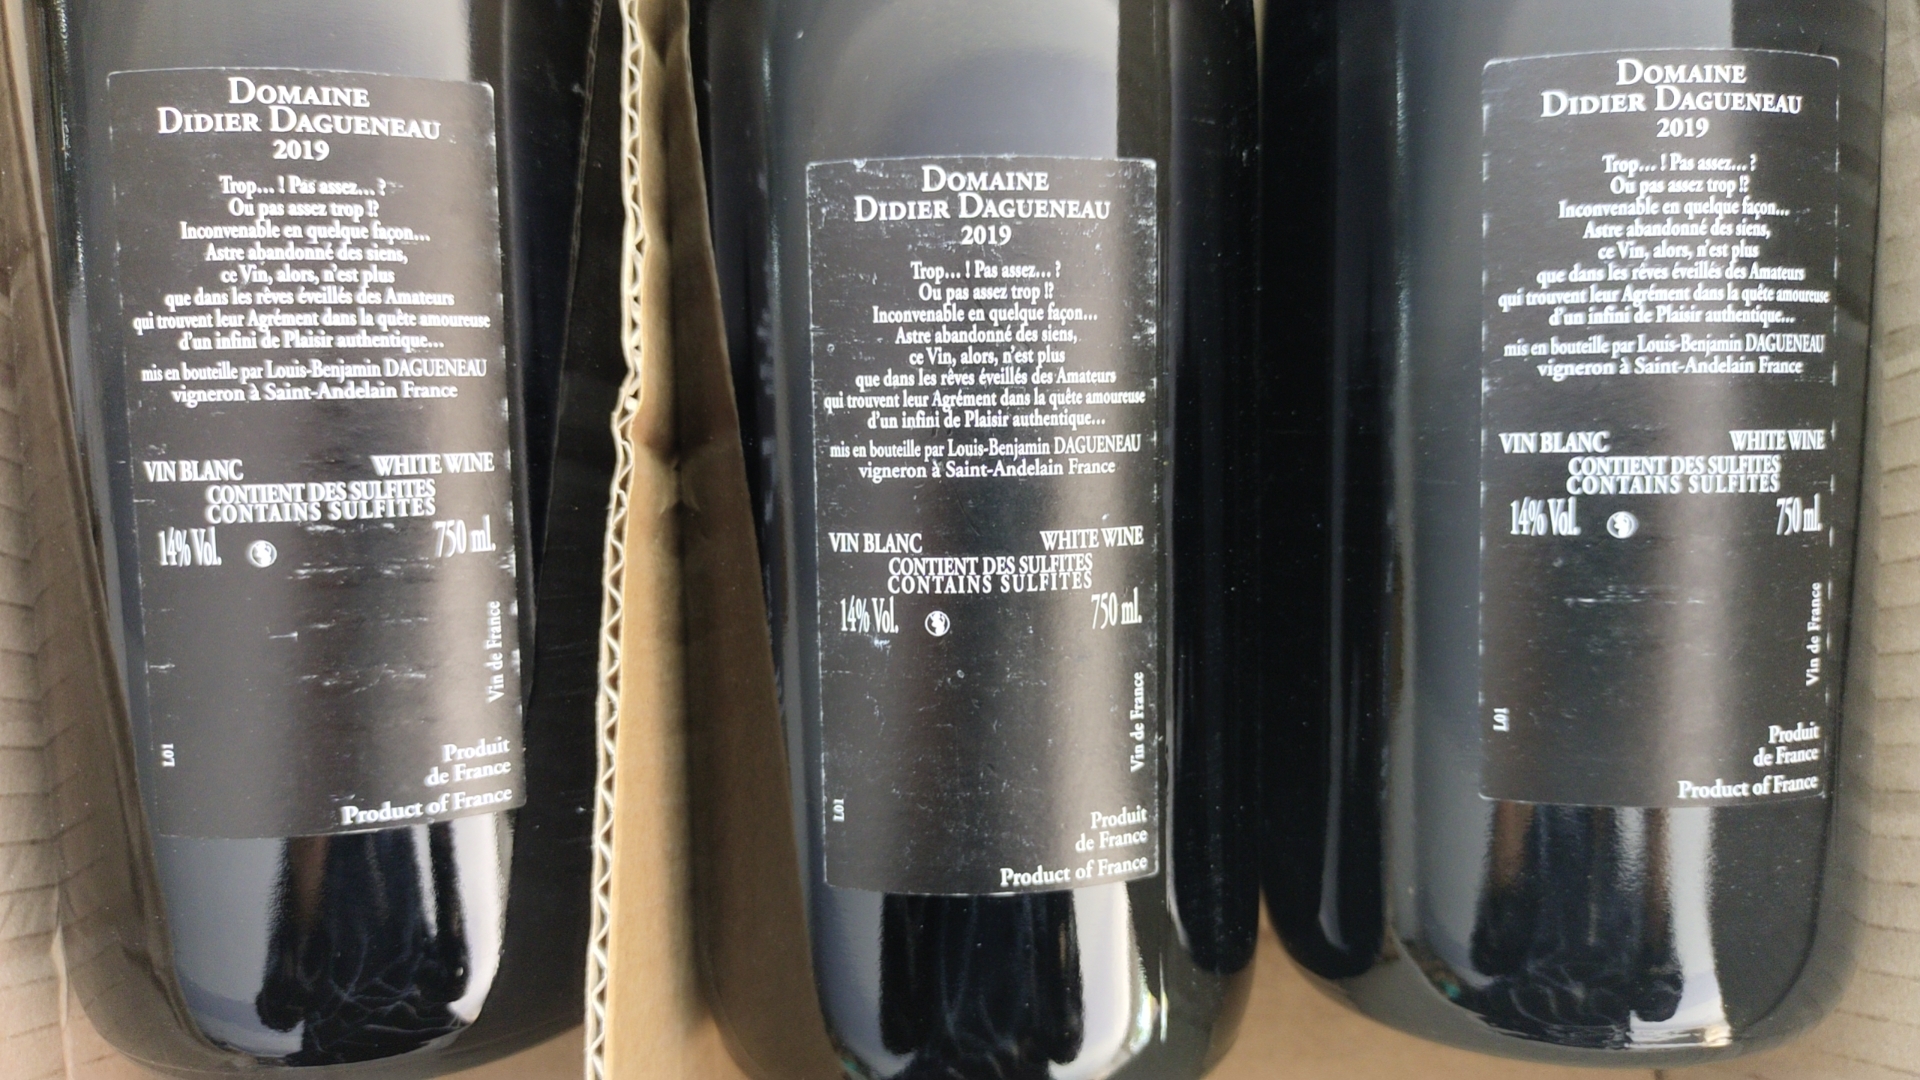 DOMAINE
DIDIER DAGUENEAU
2019
Trop... ! Pas assez... ?
Ou pas assez trop !?
Inconvenable en quelque façon...
Astre abandonné des siens,
ce Vin, alors, n'est plus
que dans les rêves éveillés des Amateurs
qui trouvent leur Agrément dans la quête amoureuse
d'un infini de Plaisir authentique...
mis en bouteille par Louis-Benjamin DAGUENEAU
vigneron à Saint-Andelain France
VIN BLANC WHITE WINE
CONTIENT DES SULFITES
CONTAINS SULFITES
14% Vol. 750 ml.
Vin de France
L01
Produit
de France
Product of France
DOMAINE
DIDIER DAGUENEAU
2019
Trop... ! Pas assez... ?
Ou pas assez trop !?
Inconvenable en quelque façon...
Astre abandonné des siens,
ce Vin, alors, n'est plus
que dans les rêves éveillés des Amateurs
qui trouvent leur Agrément dans la quête amoureuse
d'un infini de Plaisir authentique...
mis en bouteille par Louis-Benjamin DAGUENEAU
vigneron à Saint-Andelain France
VIN BLANC WHITE WINE
CONTIENT DES SULFITES
CONTAINS SULFITES
14% Vol. 750 ml.
Vin de France
L01
Produit
de France
Product of France
DOMAINE
DIDIER DAGUENEAU
2019
Trop... ! Pas assez... ?
Ou pas assez trop !?
Inconvenable en quelque façon...
Astre abandonné des siens,
ce Vin, alors, n'est plus
que dans les rêves éveillés des Amateurs
qui trouvent leur Agrément dans la quête amoureuse
d'un infini de Plaisir authentique...
mis en bouteille par Louis-Benjamin DAGUENEAU
vigneron à Saint-Andelain France
VIN BLANC WHITE WINE
CONTIENT DES SULFITES
CONTAINS SULFITES
14% Vol. 750 ml.
Vin de France
L01
Produit
de France
Product of France